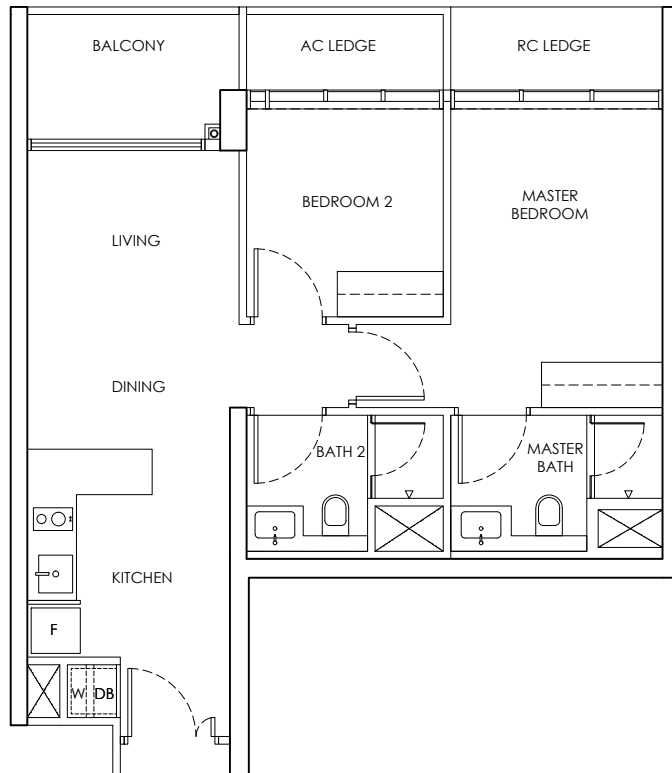 BALCONY
AC LEDGE
RC LEDGE
BEDROOM 2
MASTER
BEDROOM
LIVING
DINING
BATH 2
MASTER
BATH
KITCHEN
F
W
DB